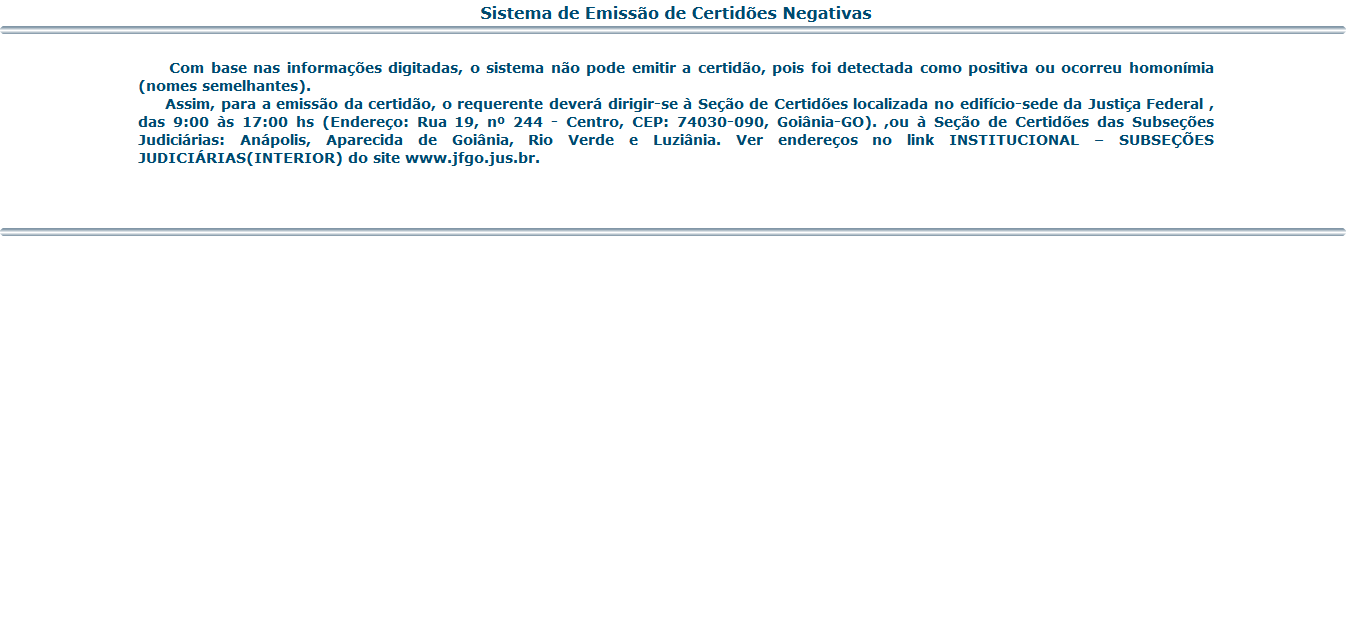 Sistema de Emissão de Certidões Negativas
Com base nas informações digitadas, o sistema não pode emitir a certidão, pois foi detectada como positiva ou ocorreu homonímia
(nomes semelhantes).
Assim, para a emissão da certidão, o requerente deverá dirigir-se à Seção de Certidões localizada no edifício-sede da Justiça Federal ,
das 9:00 às 17:00 hs (Endereço: Rua 19, nº 244 - Centro, CEP: 74030-090, Goiânia-GO). ,ou à Seção de Certidões das Subseções
Judiciárias: Anápolis, Aparecida de Goiânia, Rio Verde e Luziânia. Ver endereços no link INSTITUCIONAL – SUBSEÇÕES
JUDICIÁRIAS(INTERIOR) do site www.jfgo.jus.br.